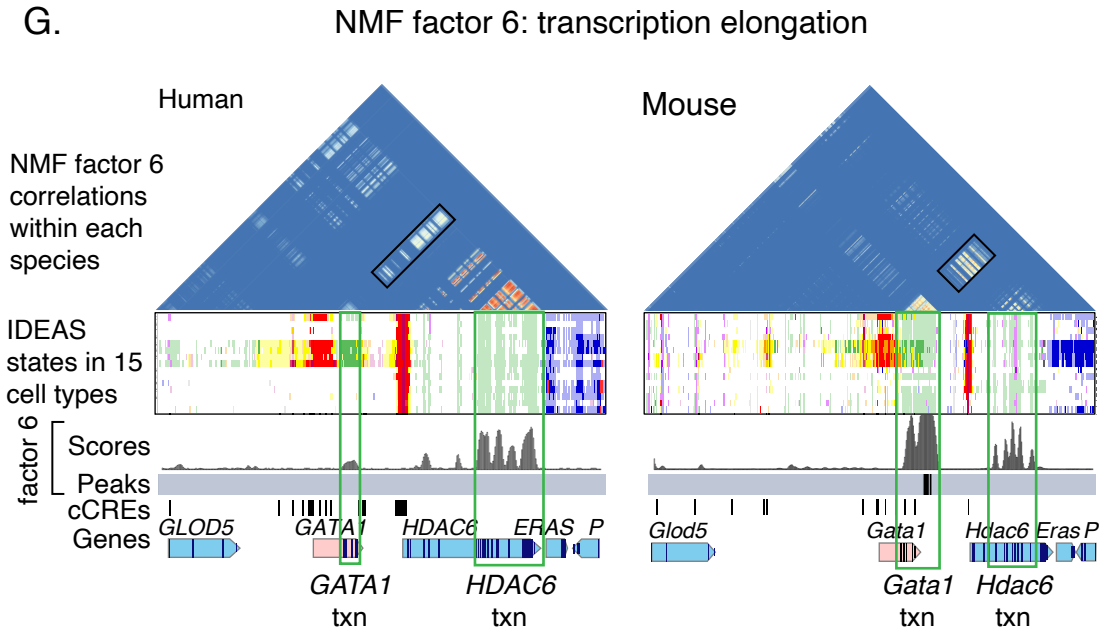 G.
NMF factor 6: transcription elongation
Human
Mouse
NMF factor 6
correlations
within each
species
IDEAS
states in 15
cell types
factor 6
Scores
Peaks
cCREs
Genes
GLOD5 GATA1 HDAC6 ERAS P
Glod5 Gata1 Hdac6 Eras P
GATA1
txn
HDAC6
txn
Gata1
txn
Hdac6
txn